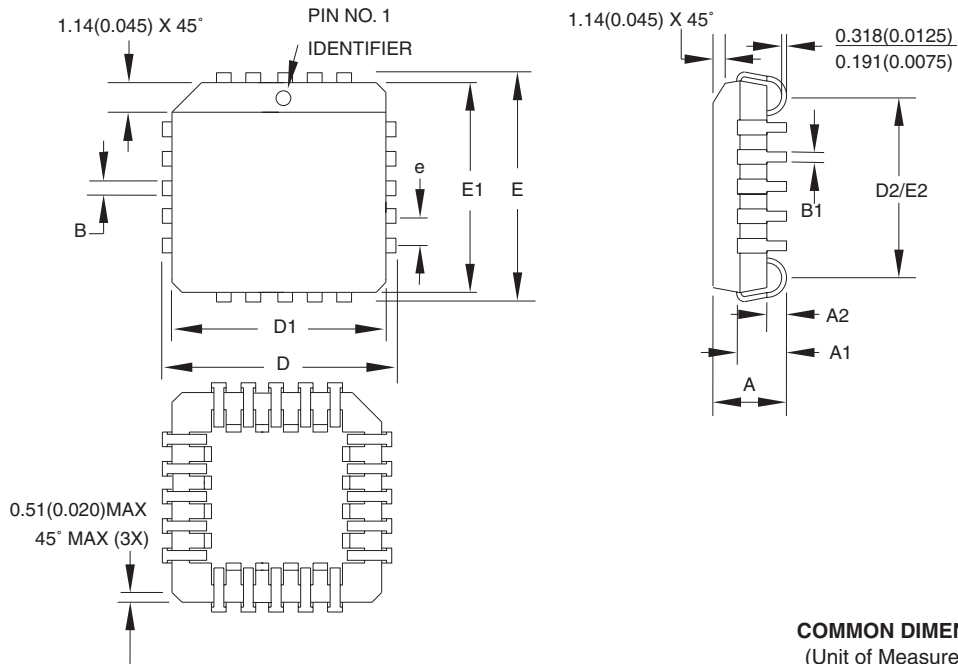 1.14(0.045) X 45˚
PIN NO. 1
IDENTIFIER
1.14(0.045) X 45˚
0.318(0.0125)
0.191(0.0075)
e
E1
E
B
B1
D2/E2
D1
D
A2
A1
A
0.51(0.020)MAX
45˚ MAX (3X)
COMMON DIMEN
(Unit of Measure